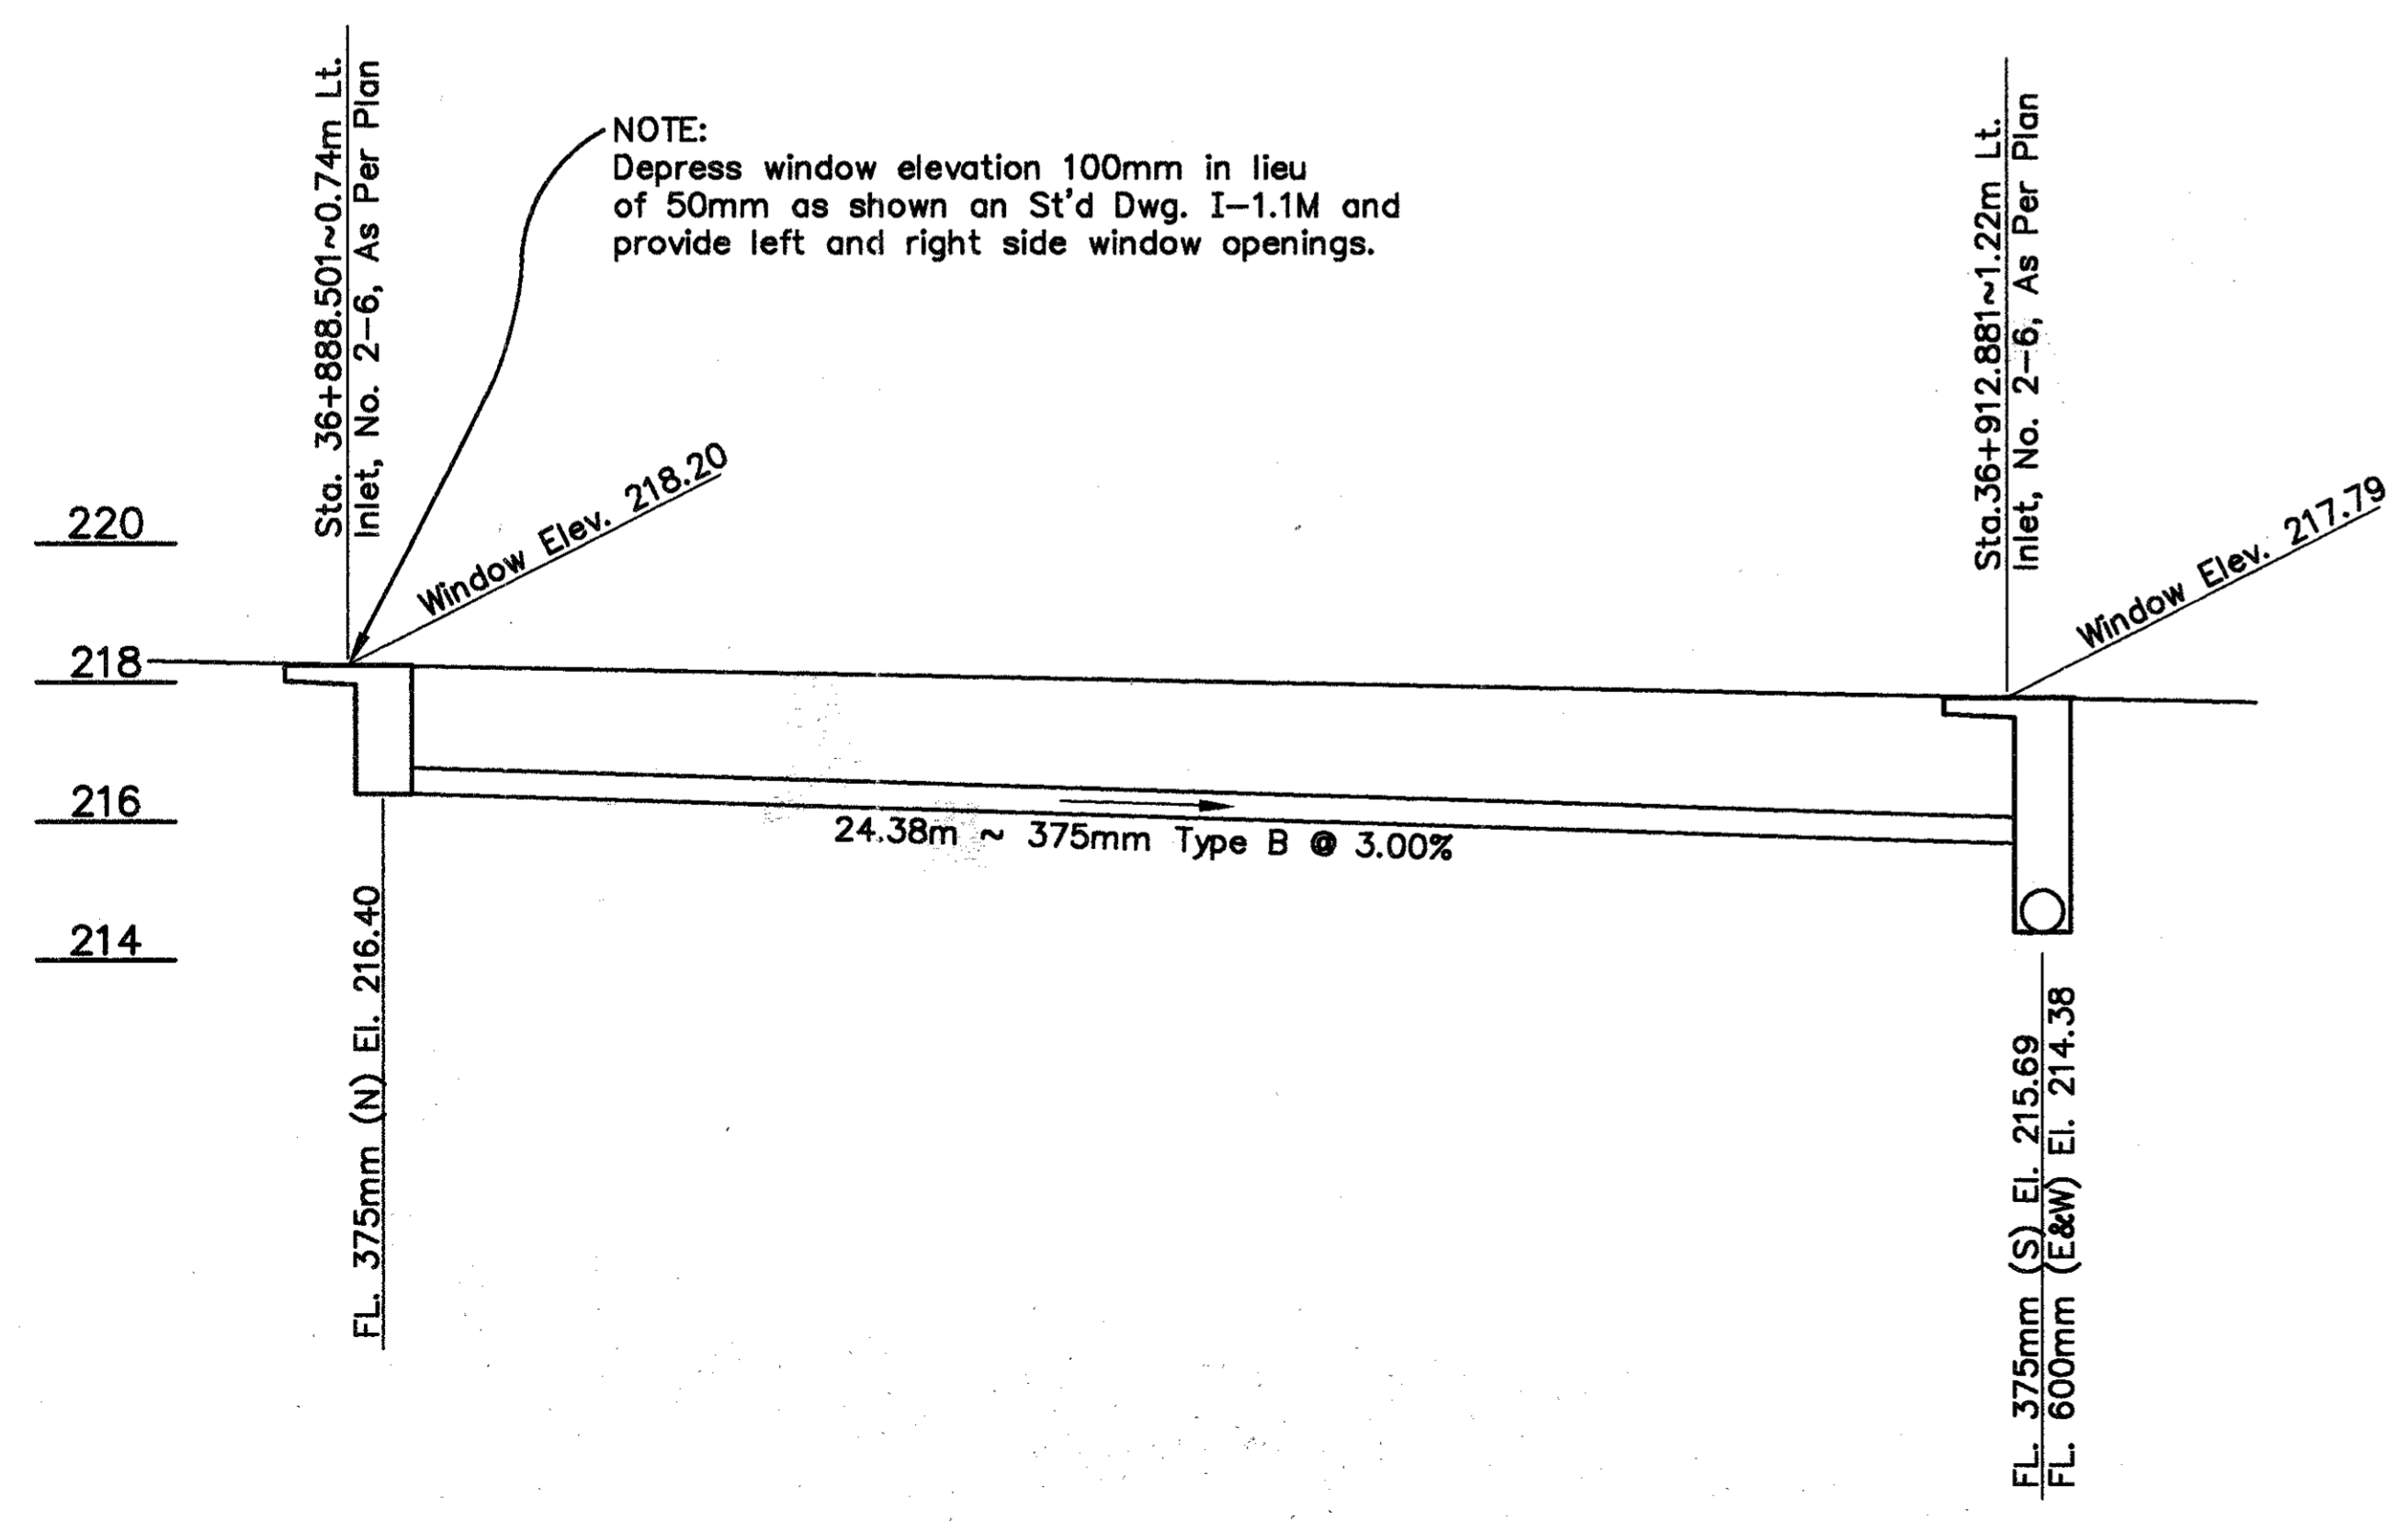 Sta. 36+888.501~0.74m Lt.
Inlet, No. 2-6, As Per Plan
NOTE:
Depress window elevation 100mm in lieu
of 50mm as shown an St'd Dwg. I-1.1M and
provide left and right side window openings.
Sta.36+912.881~1.22m Lt.
Inlet, No. 2-6, As Per Plan
Window Elev. 218.20
Window Elev. 217.79
220
218
216
214
24.38m ~ 375mm Type B @ 3.00%
FL. 375mm (N) El. 216.40
FL. 375mm (S) El. 215.69
FL. 600mm (E&W) El. 214.38